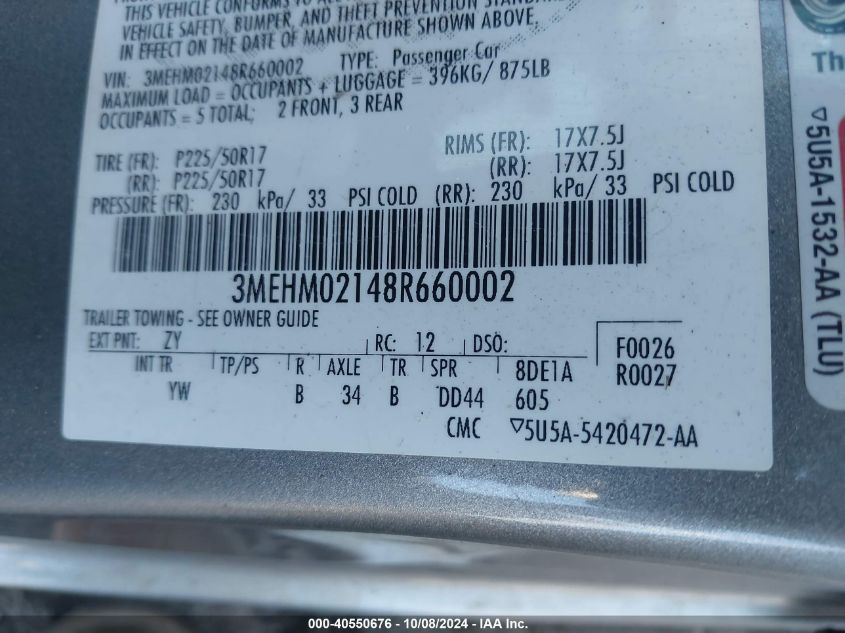 THIS VEHICLE CONFORMS TO
VEHICLE SAFETY, BUMPER, AND THEFT PREVENTION
IN EFFECT ON THE DATE OF MANUFACTURE SHOWN ABOVE.
VIN: 3MEHM02148R660002 TYPE: Passenger Car
MAXIMUM LOAD = OCCUPANTS + LUGGAGE = 396KG/ 875LB
OCCUPANTS = 5 TOTAL; 2 FRONT, 3 REAR
TIRE (FR): P225/50R17 RIMS (FR): 17X7.5J
(RR): P225/50R17 (RR): 17X7.5J
PRESSURE (FR): 230 kPa/ 33 PSI COLD (RR): 230 kPa/ 33 PSI COLD
3MEHM02148R660002
TRAILER TOWING - SEE OWNER GUIDE
EXT PNT: ZY RC: 12 DSO: F0026
INT TR TP/PS R AXLE TR SPR 8DE1A R0027
YW B 34 B DD44 605
CMC ▽5U5A-5420472-AA
Th
▽5U5A-1532-AA (TLU)
000-40550676 - 10/08/2024 - IAA Inc.